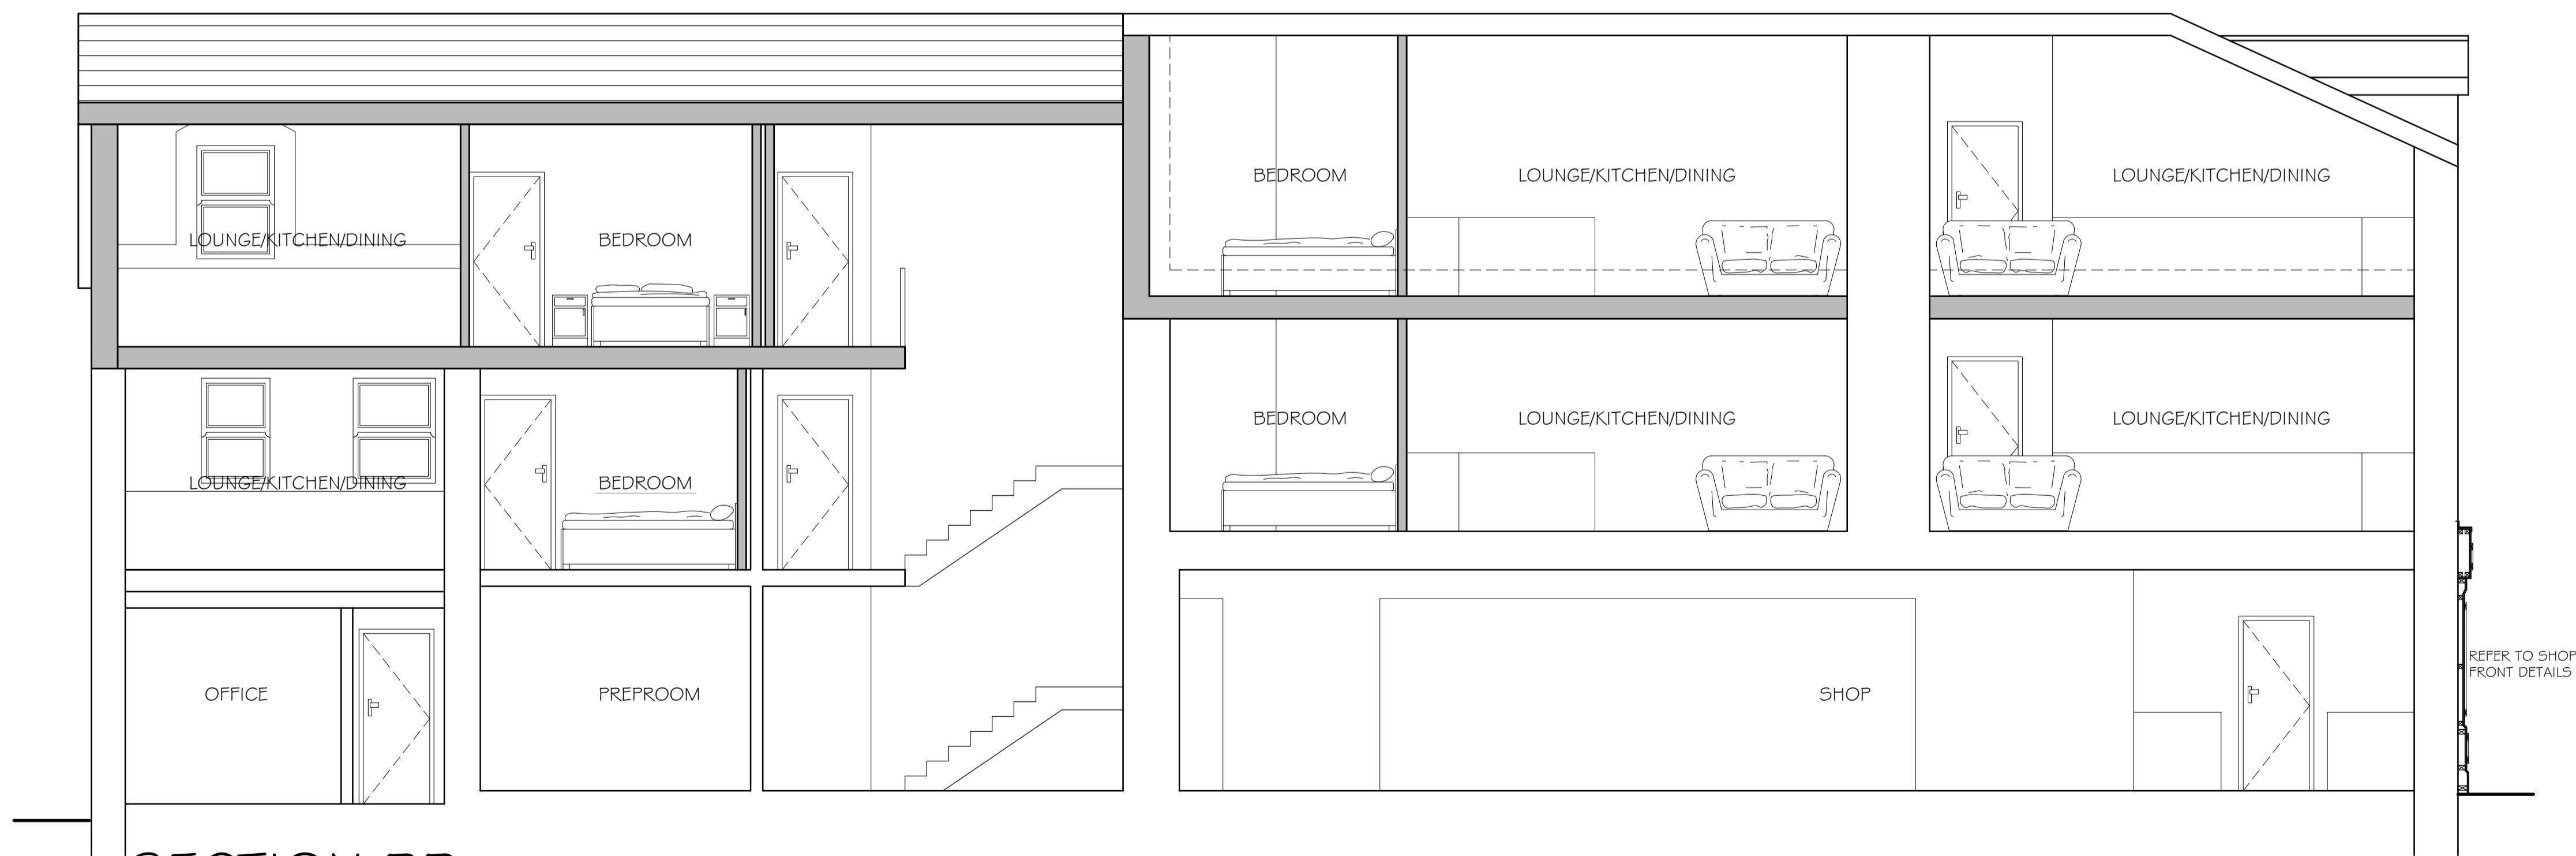 BEDROOM
LOUNGE/KITCHEN/DINING
LOUNGE/KITCHEN/DINING
LOUNGE/KITCHEN/DINING
BEDROOM
BEDROOM
LOUNGE/KITCHEN/DINING
LOUNGE/KITCHEN/DINING
LOUNGE/KITCHEN/DINING
BEDROOM
REFER TO SHOP
FRONT DETAILS
OFFICE
PREPROOM
SHOP
SECTION